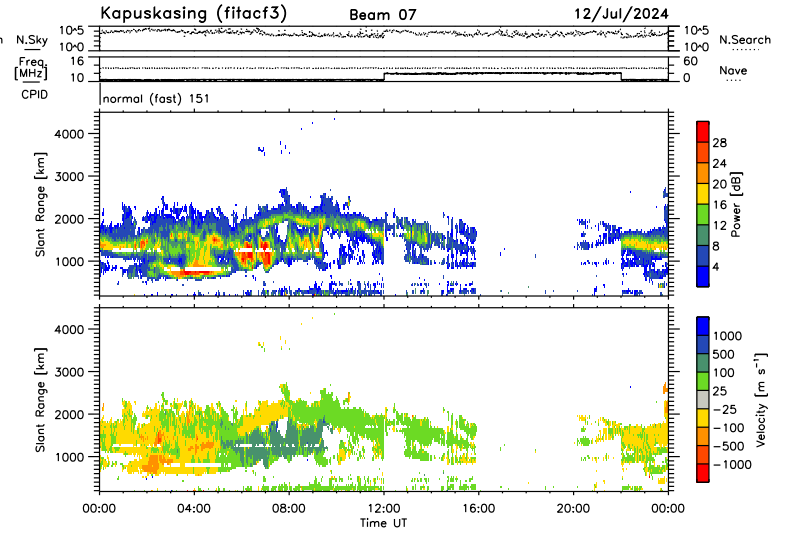 Kapuskasing (fitacf3) Beam 07 12/Jul/2024
N.Sky 10^5 10^0 10^5 10^0 N.Search
Freq. [MHz] 16 10 60 0 Nave
CPID normal (fast) 151
Slant Range [km] 4000 3000 2000 1000
28 24 20 16 12 8 4 Power [dB]
Slant Range [km] 4000 3000 2000 1000
1000 500 100 25 -25 -100 -500 -1000 Velocity [m s^-1]
00:00 04:00 08:00 12:00 16:00 20:00 00:00
Time UT